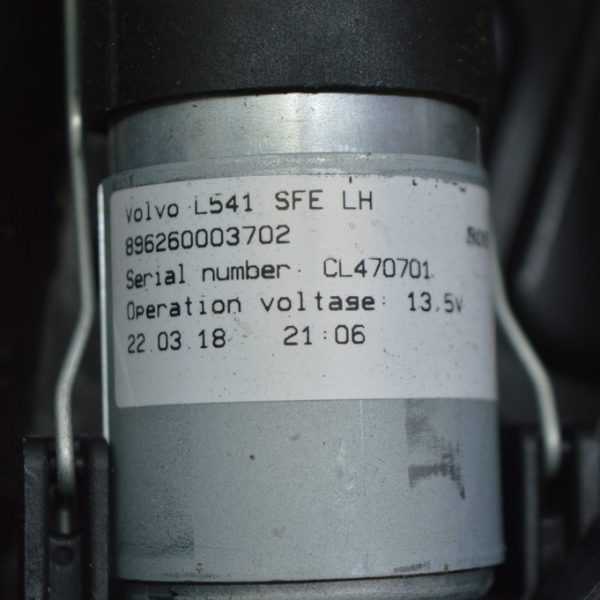 Volvo L541 SFE LH
896260003702
Serial number: CL470701
Operation voltage: 13.5V
22.03.18 21:06